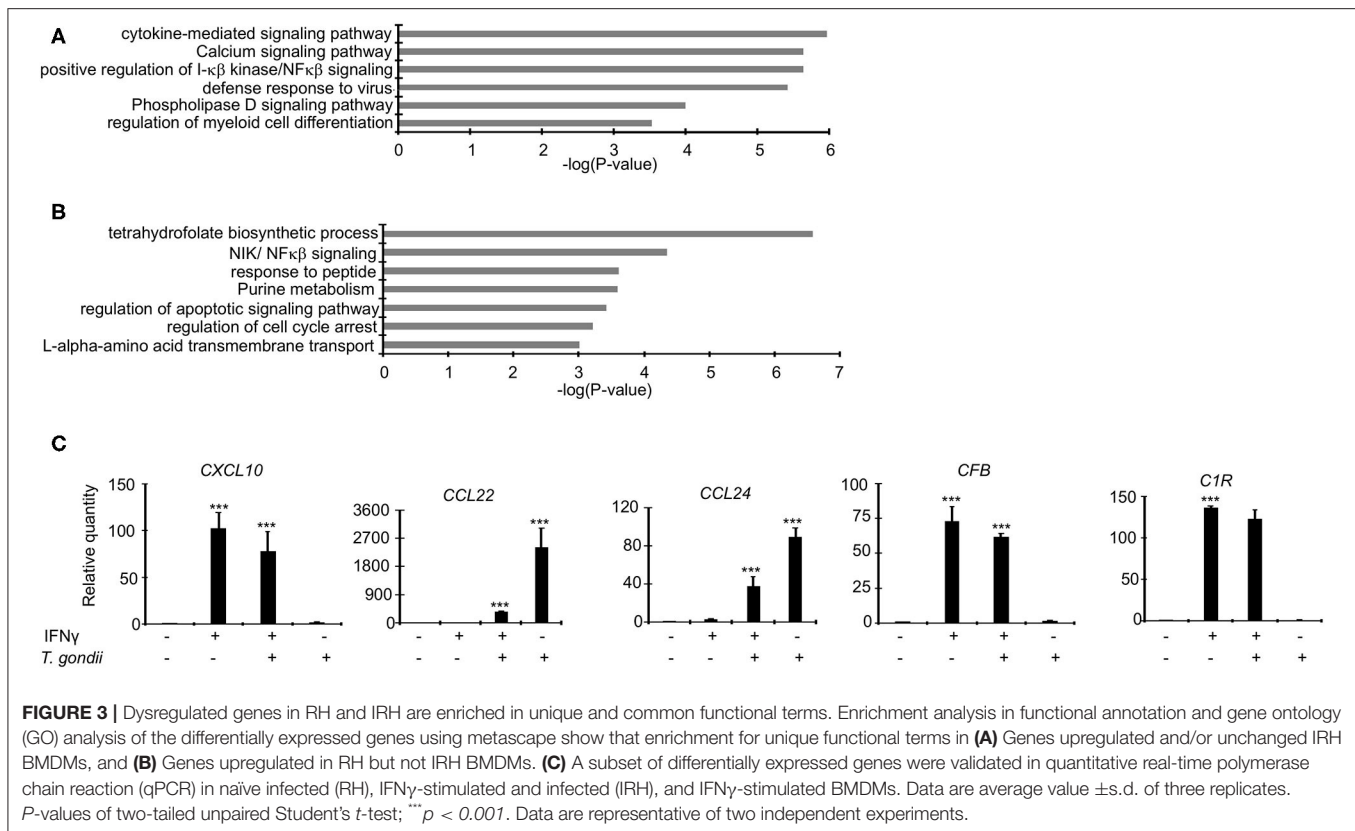 A
cytokine-mediated signaling pathway
Calcium signaling pathway
positive regulation of I-κβ kinase/NFκβ signaling
defense response to virus
Phospholipase D signaling pathway
regulation of myeloid cell differentiation
0 1 2 3 4 5 6
-log(P-value)
B
tetrahydrofolate biosynthetic process
NIK/ NFκβ signaling
response to peptide
Purine metabolism
regulation of apoptotic signaling pathway
regulation of cell cycle arrest
L-alpha-amino acid transmembrane transport
0 1 2 3 4 5 6 7
-log(P-value)
C
Relative quantity
CXCL10
150
100
50
0
*** ***
CCL22
3600
2700
1800
900
0
*** ***
CCL24
120
80
40
0
*** ***
CFB
100
75
50
25
0
*** ***
C1R
150
100
50
0
***
IFNγ - + + - - + + - - + + - - + + - - + + -
T. gondii - - + + - - + + - - + + - - + + - - + +
FIGURE 3 | Dysregulated genes in RH and IRH are enriched in unique and common functional terms. Enrichment analysis in functional annotation and gene ontology
(GO) analysis of the differentially expressed genes using metascape show that enrichment for unique functional terms in (A) Genes upregulated and/or unchanged IRH
BMDMs, and (B) Genes upregulated in RH but not IRH BMDMs. (C) A subset of differentially expressed genes were validated in quantitative real-time polymerase
chain reaction (qPCR) in naïve infected (RH), IFNγ-stimulated and infected (IRH), and IFNγ-stimulated BMDMs. Data are average value ±s.d. of three replicates.
P-values of two-tailed unpaired Student's t-test; ***p < 0.001. Data are representative of two independent experiments.